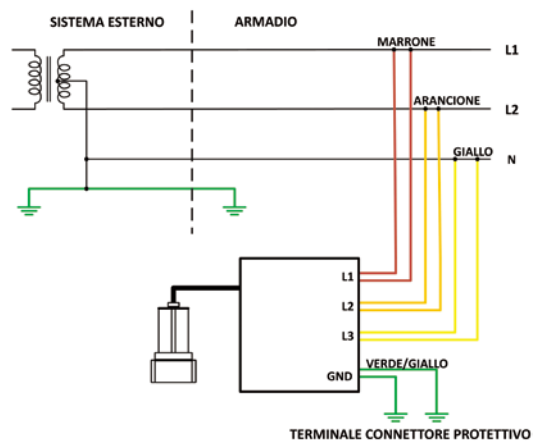 SISTEMA ESTERNO
ARMADIO
MARRONE
L1
ARANCIONE
L2
GIALLO
N
L1
L2
L3
VERDE/GIALLO
GND
TERMINALE CONNETTORE PROTETTIVO